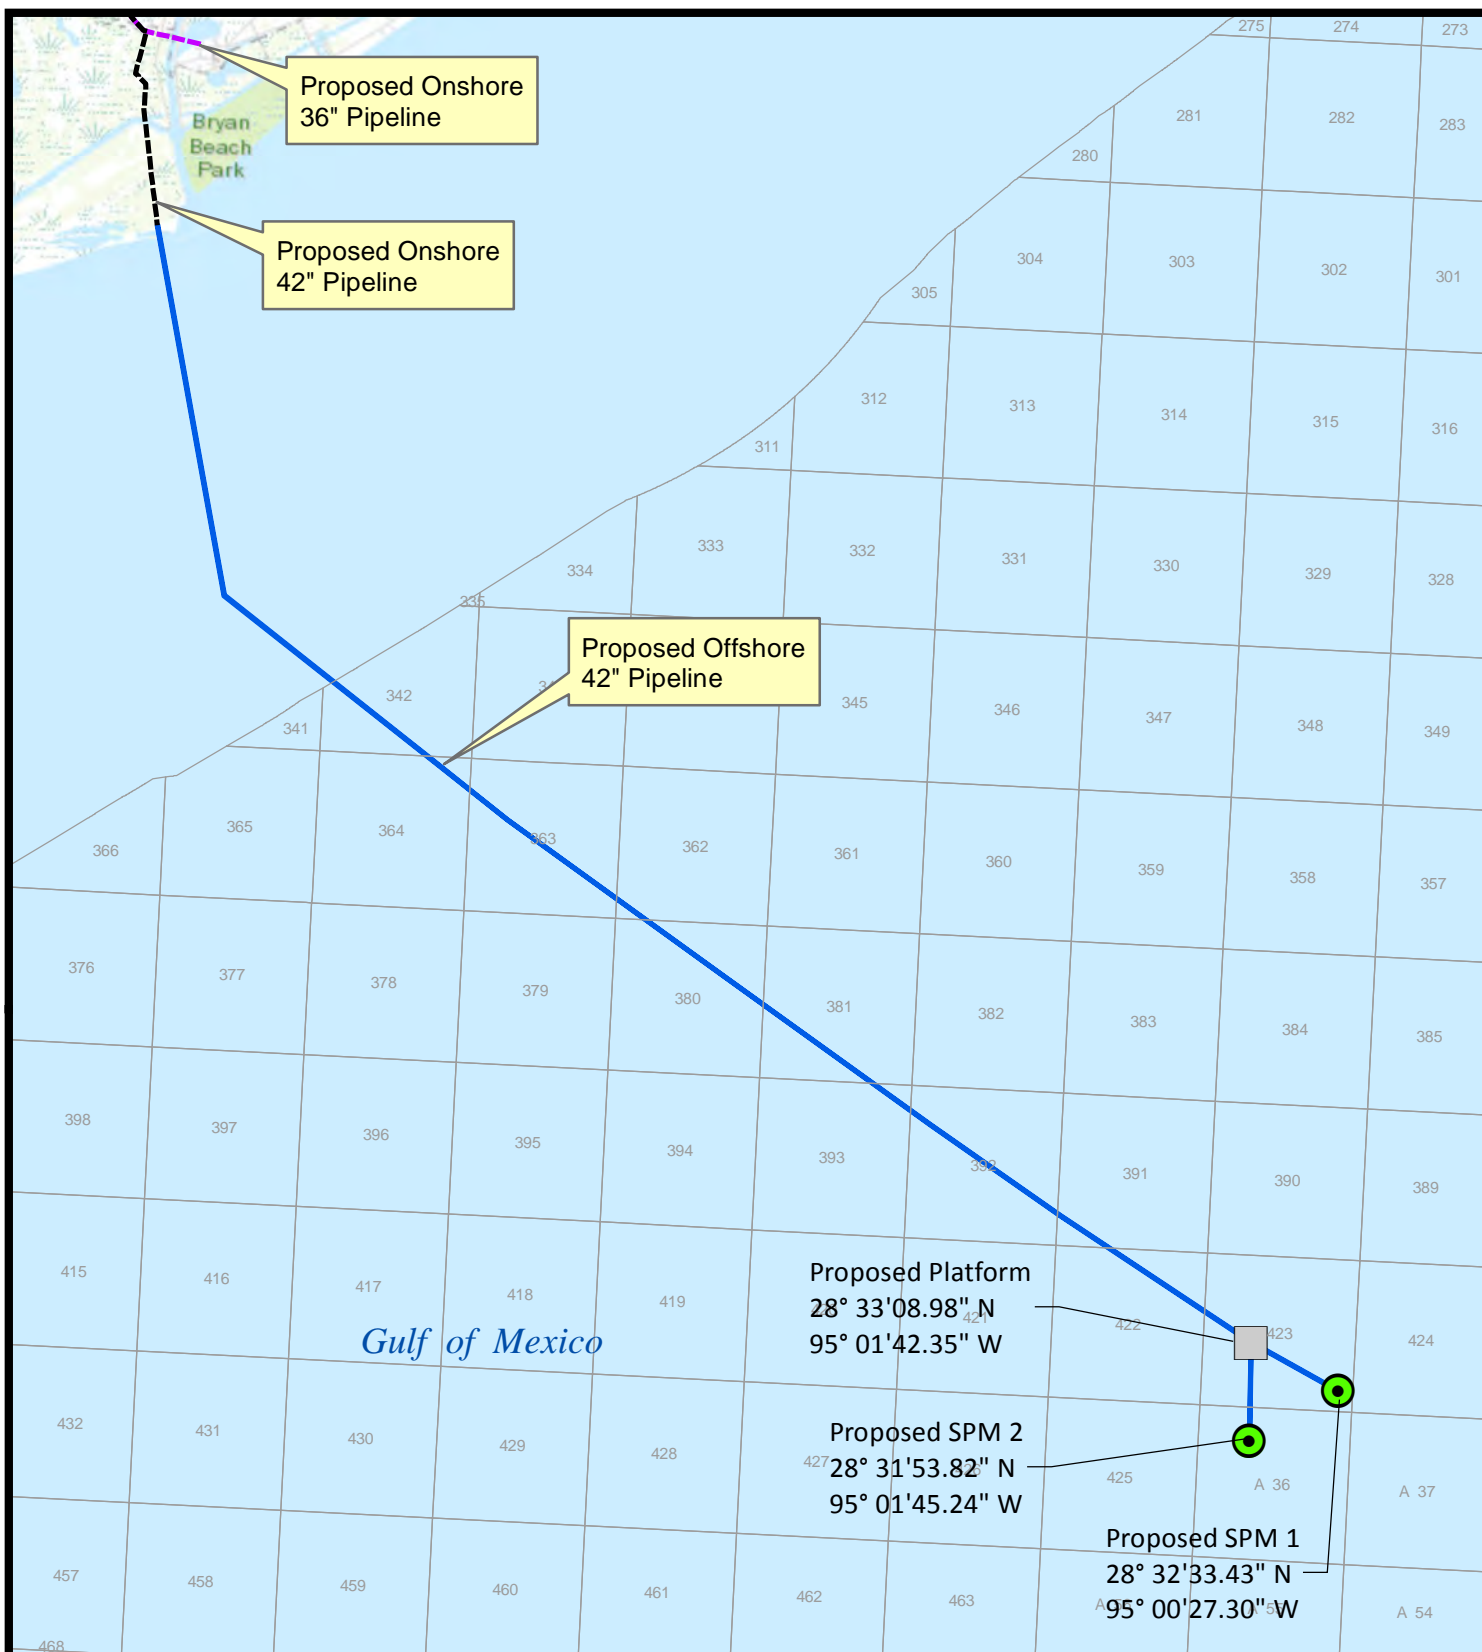 275 274 273
Proposed Onshore
36" Pipeline
281 282 283
Bryan
Beach
Park
280
Proposed Onshore
42" Pipeline
304 303 302 301
305
312 313 314 315 316
311
333 332 331 330 329 328
334
335
Proposed Offshore
42" Pipeline
342 345 346 347 348 349
341
366 365 364 363 362 361 360 359 358 357
376 377 378 379 380 381 382 383 384 385
398 397 396 395 394 393 392 391 390 389
415 416 417 418 419 421 422 423 424
Proposed Platform
28° 33'08.98" N
95° 01'42.35" W
Gulf of Mexico
432 431 430 429 428 427 425 A 36 A 37
Proposed SPM 2
28° 31'53.82" N
95° 01'45.24" W
Proposed SPM 1
28° 32'33.43" N
95° 00'27.30" W
457 458 459 460 461 462 463 A 54
468